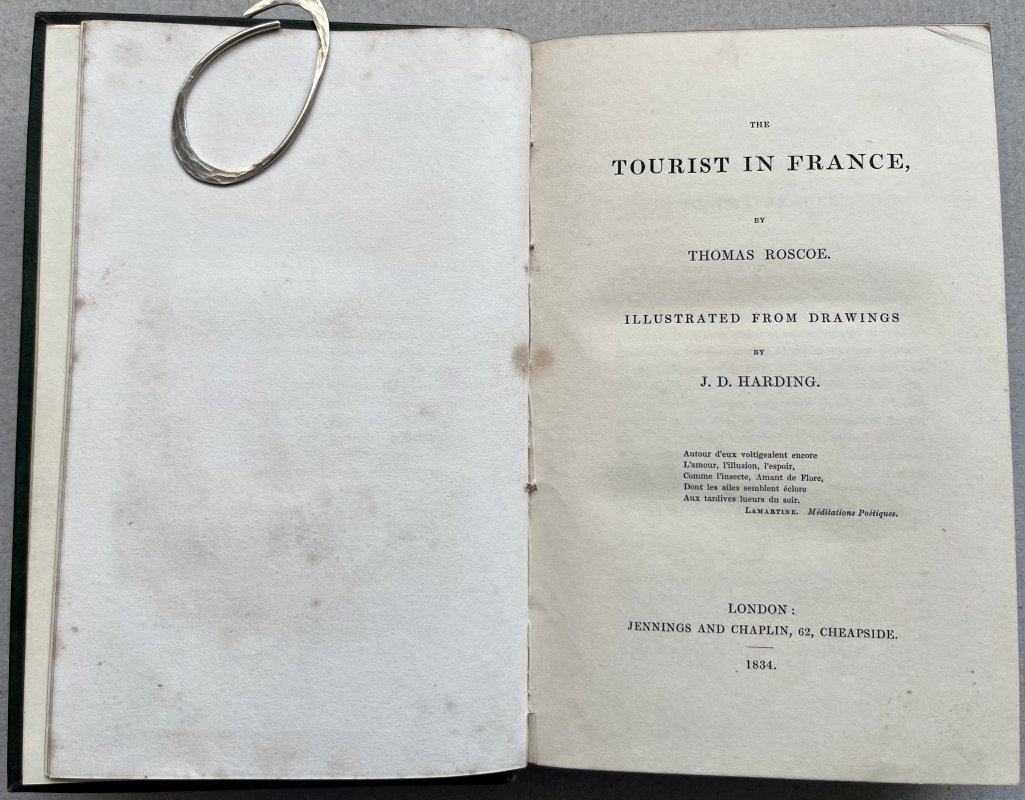 THE
TOURIST IN FRANCE,
BY
THOMAS ROSCOE.
ILLUSTRATED FROM DRAWINGS
BY
J. D. HARDING.
Autour d'eux voltigeaient encore
L'amour, l'illusion, l'espoir,
Comme l'insecte, Amant de Flore,
Dont les ailes semblent éclore
Aux tardives lueurs du soir.
LAMARTINE. Méditations Poétiques.
LONDON :
JENNINGS AND CHAPLIN, 62, CHEAPSIDE.
1834.